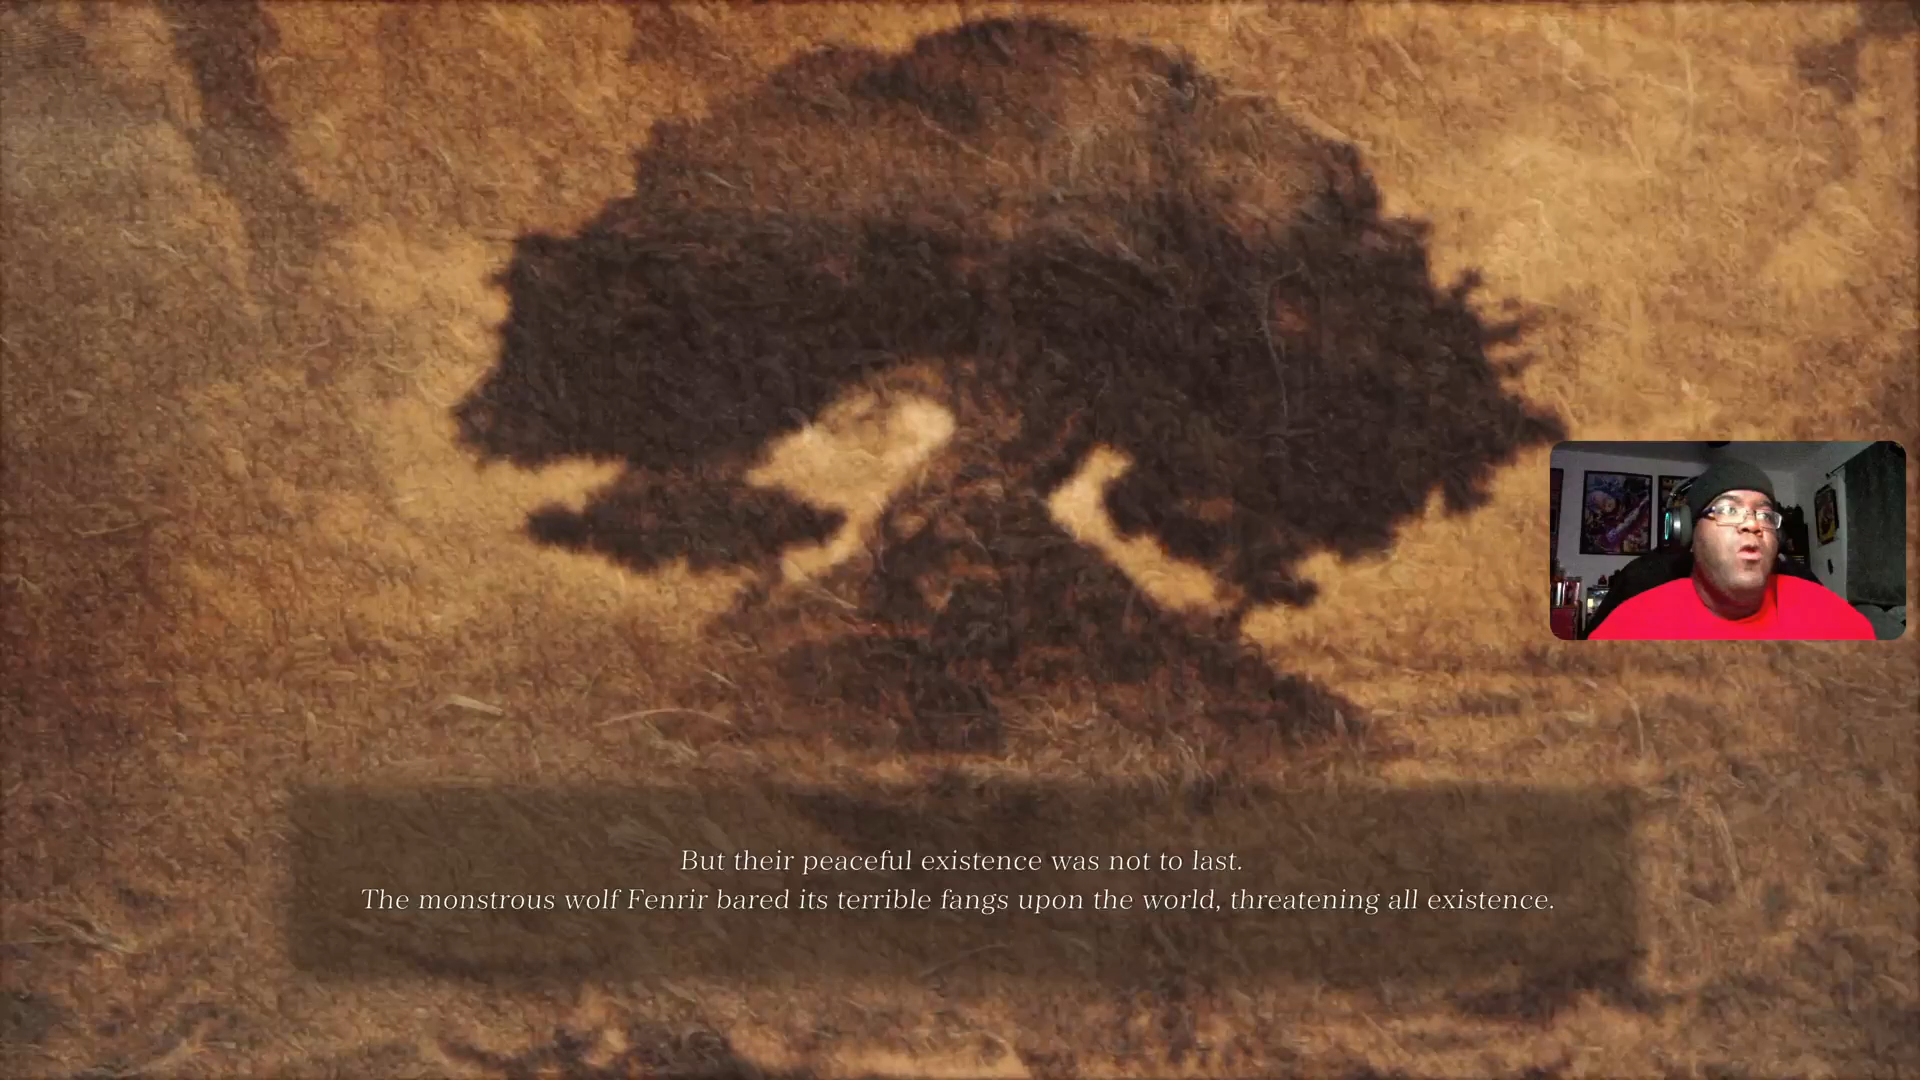 But their peaceful existence was not to last.
The monstrous wolf Fenrir bared its terrible fangs upon the world, threatening all existence.